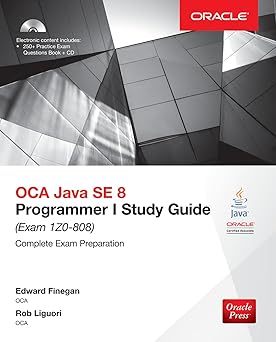 ORACLE
Electronic content includes:
• 250+ Practice Exam
Questions Book + CD
OCA Java SE 8
Programmer I Study Guide
(Exam 1Z0-808)
Complete Exam Preparation
Java
ORACLE
Certified Associate
Edward Finegan
OCA
Rob Liguori
OCA
Oracle
Press